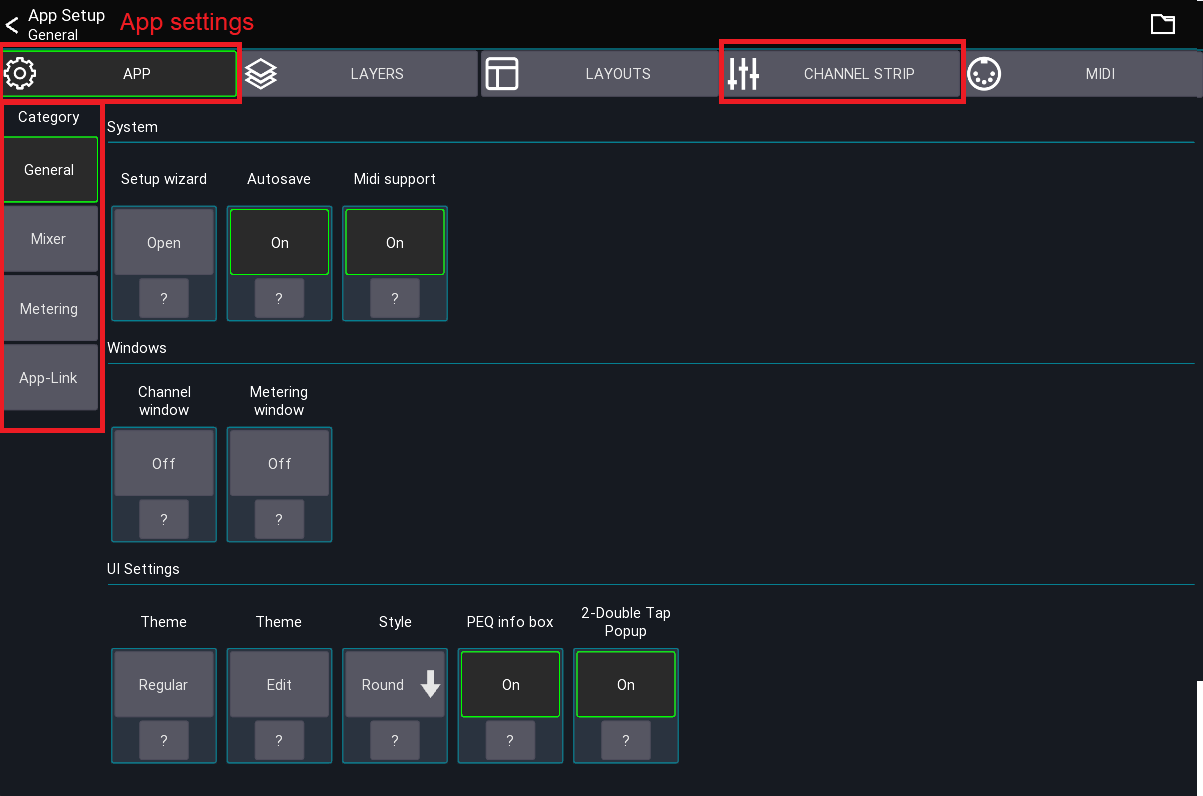 App Setup
General
App settings
APP
LAYERS
LAYOUTS
CHANNEL STRIP
MIDI
Category
General
Mixer
Metering
App-Link
System
Setup wizard
Autosave
Midi support
Open
On
On
?
?
?
Windows
Channel
window
Metering
window
Off
Off
?
?
UI Settings
Theme
Theme
Style
PEQ info box
2-Double Tap
Popup
Regular
Edit
Round
On
On
?
?
?
?
?